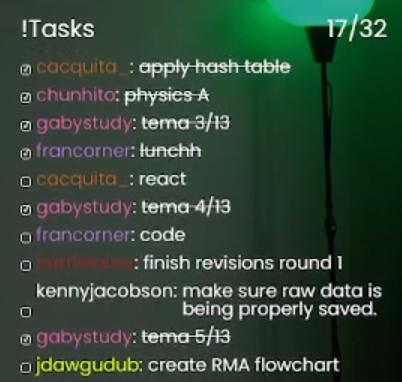 !Tasks 17/32
cacquita_: apply hash table
chunhito: physics A
gabystudy: tema 3/13
francorner: lunchh
cacquita_: react
gabystudy: tema 4/13
francorner: code
: finish revisions round 1
kennyjacobson: make sure raw data is
being properly saved.
gabystudy: tema 5/13
jdawgudub: create RMA flowchart